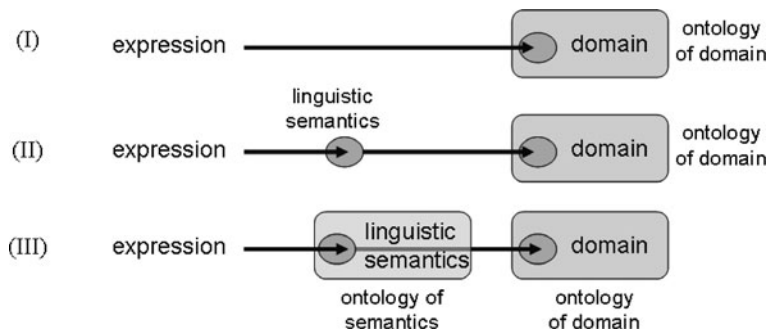 (I)
expression
domain
ontology
of domain
linguistic
semantics
(II)
expression
domain
ontology
of domain
(III)
expression
linguistic
semantics
domain
ontology of
semantics
ontology
of domain